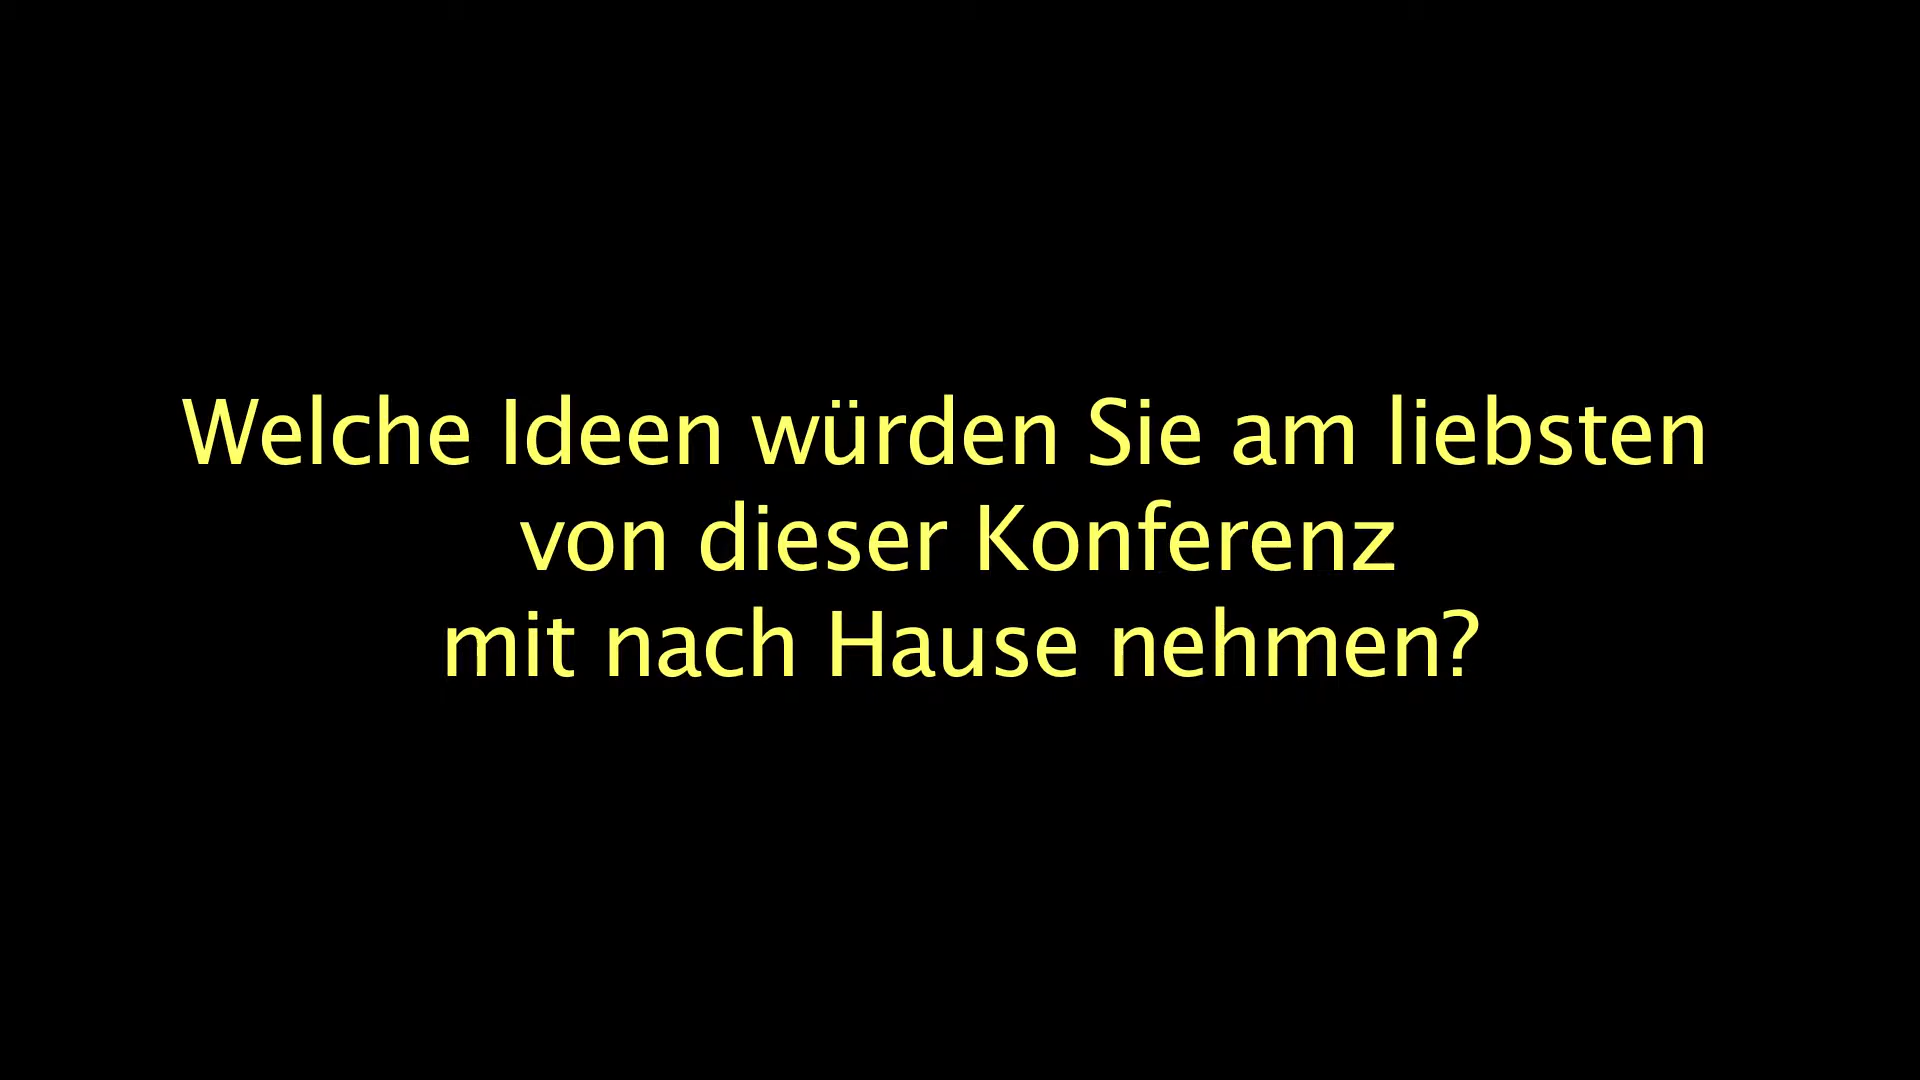 Welche Ideen würden Sie am liebsten
von dieser Konferenz
mit nach Hause nehmen?